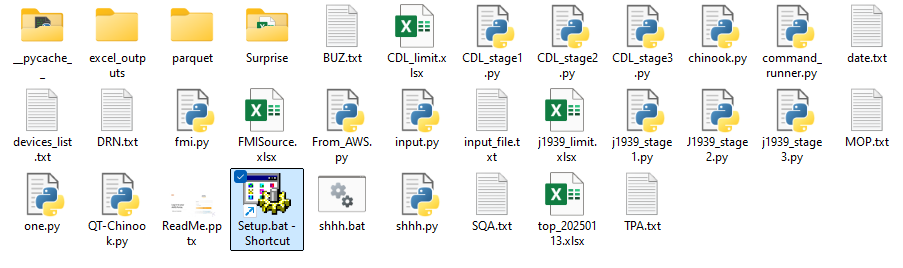 __pycache_ excel_outp parquet Surprise BUZ.txt CDL_limit.x CDL_stage1 CDL_stage2 CDL_stage3 chinook.py command_ date.txt
_ uts lsx .py .py .py runner.py
devices_list DRN.txt fmi.py FMISource. From_AWS. input.py input_file.t j1939_limit. j1939_stage J1939_stage j1939_stage MOP.txt
.txt xlsx py xt xlsx 1.py 2.py 3.py
one.py QT-Chinoo ReadMe.pp Setup.bat - shhh.bat shhh.py SQA.txt top_202501 TPA.txt
k.py tx Shortcut 13.xlsx